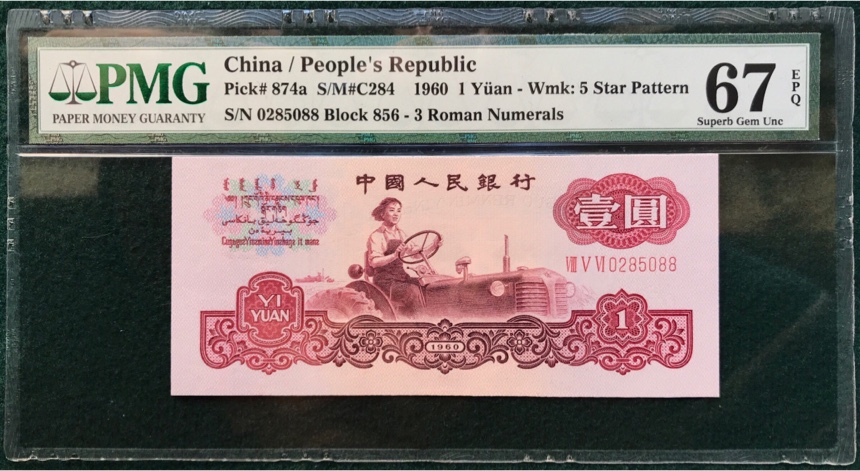 PMG
PAPER MONEY GUARANTY
China / People's Republic
Pick# 874a S/M#C284 1960 1 Yüan - Wmk: 5 Star Pattern
S/N 0285088 Block 856 - 3 Roman Numerals
67
EPQ
Superb Gem Unc
中國人民銀行
壹圓
VIII V VI 0285088
YI
YUAN
1
1960